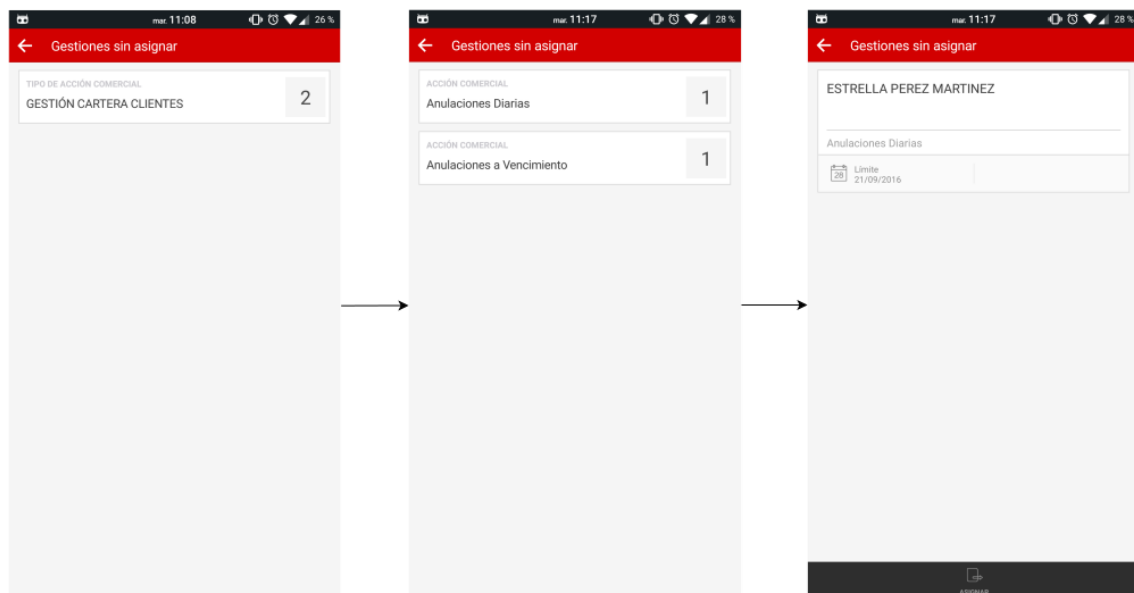 mar. 11:08
26 %
Gestiones sin asignar
TIPO DE ACCIÓN COMERCIAL
GESTIÓN CARTERA CLIENTES
2
mar. 11:17
28 %
Gestiones sin asignar
ACCIÓN COMERCIAL
Anulaciones Diarias
1
ACCIÓN COMERCIAL
Anulaciones a Vencimiento
1
mar. 11:17
28 %
Gestiones sin asignar
ESTRELLA PEREZ MARTINEZ
Anulaciones Diarias
28
Límite
21/09/2016
ASIGNAR